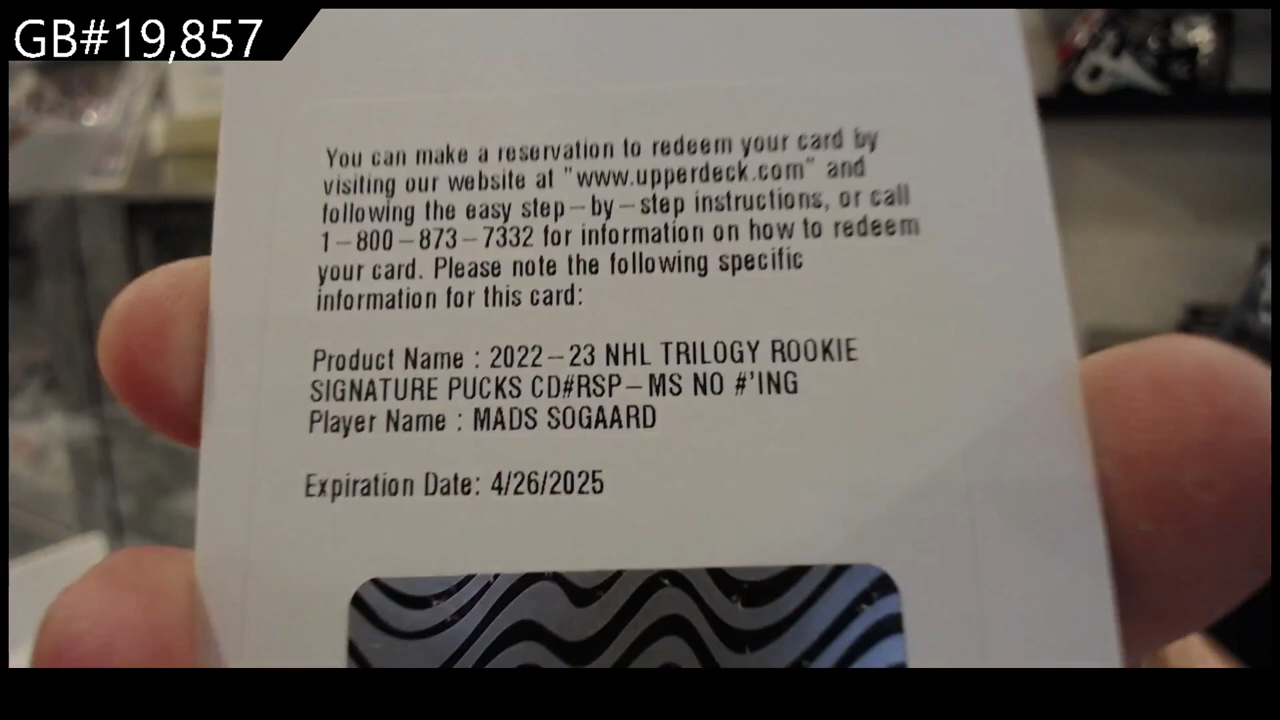 GB#19,857
You can make a reservation to redeem your card by
visiting our website at "www.upperdeck.com" and
following the easy step-by-step instructions, or call
1-800-873-7332 for information on how to redeem
your card. Please note the following specific
information for this card:
Product Name : 2022-23 NHL TRILOGY ROOKIE
SIGNATURE PUCKS CD#RSP-MS NO #'ING
Player Name : MADS SOGAARD
Expiration Date: 4/26/2025